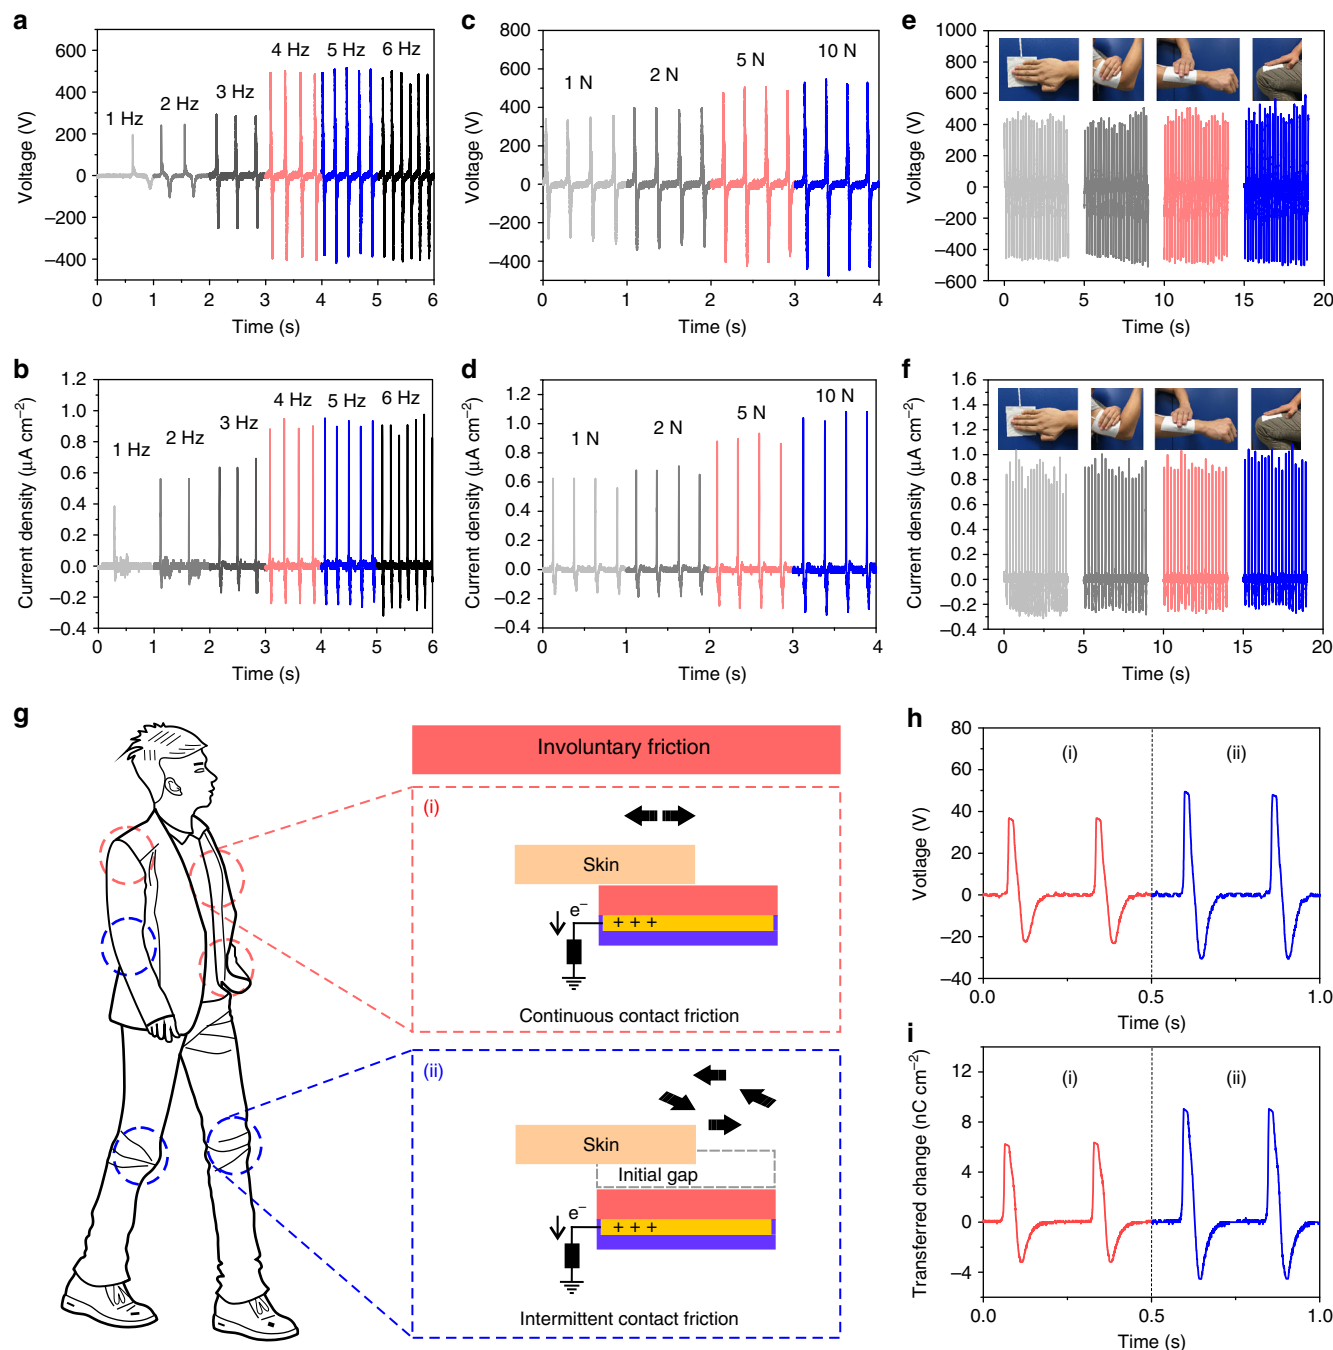 a
600
400
200
0
−200
−400
Voltage (V)
1 Hz
2 Hz
3 Hz
4 Hz
5 Hz
6 Hz
0 1 2 3 4 5 6
Time (s)
c
800
600
400
200
0
−200
−400
Voltage (V)
1 N
2 N
5 N
10 N
0 1 2 3 4
Time (s)
e
1000
800
600
400
200
0
−200
−400
−600
Voltage (V)
0 5 10 15 20
Time (s)
b
1.2
1.0
0.8
0.6
0.4
0.2
0.0
−0.2
−0.4
Current density (µA cm−2)
1 Hz
2 Hz
3 Hz
4 Hz
5 Hz
6 Hz
0 1 2 3 4 5 6
Time (s)
d
1.2
1.0
0.8
0.6
0.4
0.2
0.0
−0.2
−0.4
Current density (µA cm−2)
1 N
2 N
5 N
10 N
0 1 2 3 4
Time (s)
f
1.6
1.4
1.2
1.0
0.8
0.6
0.4
0.2
0.0
−0.2
−0.4
Current density (µA cm−2)
0 5 10 15 20
Time (s)
g
Involuntary friction
(i)
Skin
e−
+ + +
Continuous contact friction
(ii)
Skin
Initial gap
e−
+ + +
Intermittent contact friction
h
80
60
40
20
0
−20
−40
Votlage (V)
(i)
(ii)
0.0 0.5 1.0
Time (s)
i
12
8
4
0
−4
Transferred change (nC cm−2)
(i)
(ii)
0.0 0.5 1.0
Time (s)